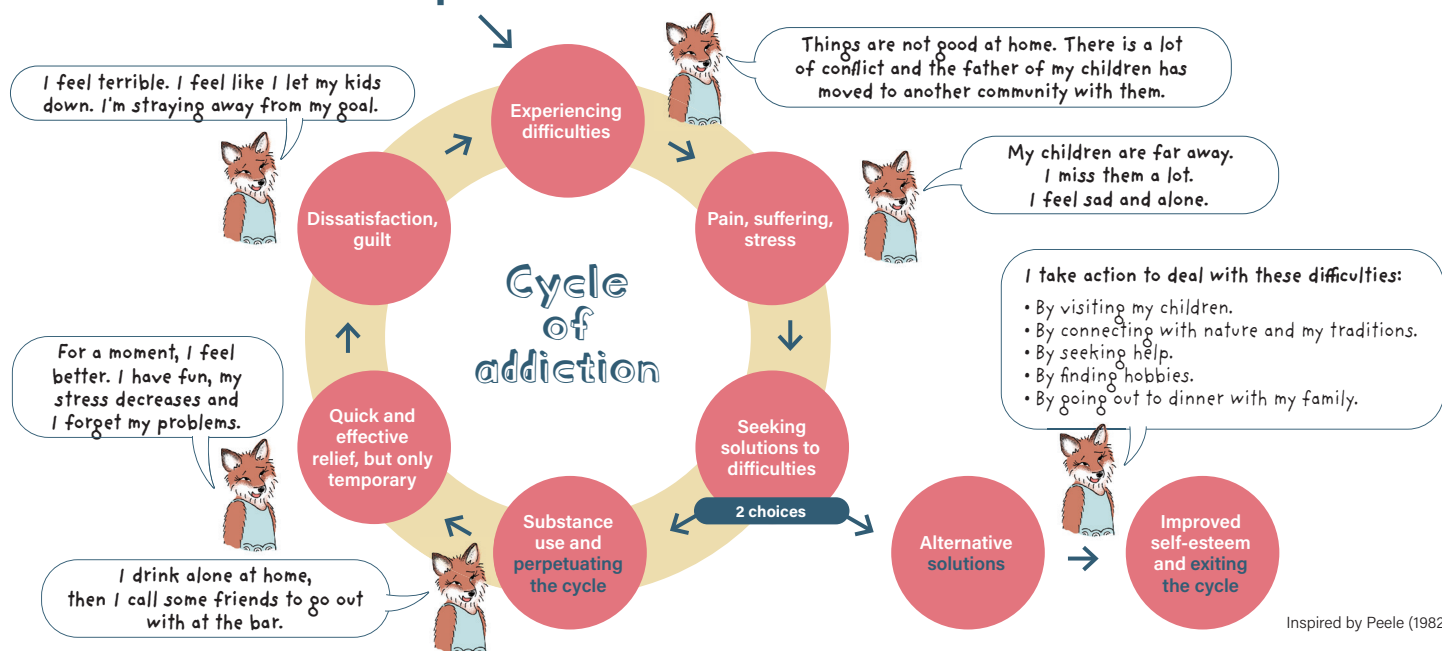 Things are not good at home. There is a lot
of conflict and the father of my children has
moved to another community with them.
I feel terrible. I feel like I let my kids
down. I'm straying away from my goal.
Experiencing
difficulties
My children are far away.
I miss them a lot.
I feel sad and alone.
Dissatisfaction,
guilt
Pain, suffering,
stress
Cycle
of
addiction
I take action to deal with these difficulties:
• By visiting my children.
• By connecting with nature and my traditions.
• By seeking help.
• By finding hobbies.
• By going out to dinner with my family.
For a moment, I feel
better. I have fun, my
stress decreases and
I forget my problems.
Quick and
effective
relief, but only
temporary
Seeking
solutions to
difficulties
2 choices
Substance
use and
perpetuating
the cycle
Alternative
solutions
Improved
self-esteem
and exiting
the cycle
I drink alone at home,
then I call some friends to go out
with at the bar.
Inspired by Peele (1982